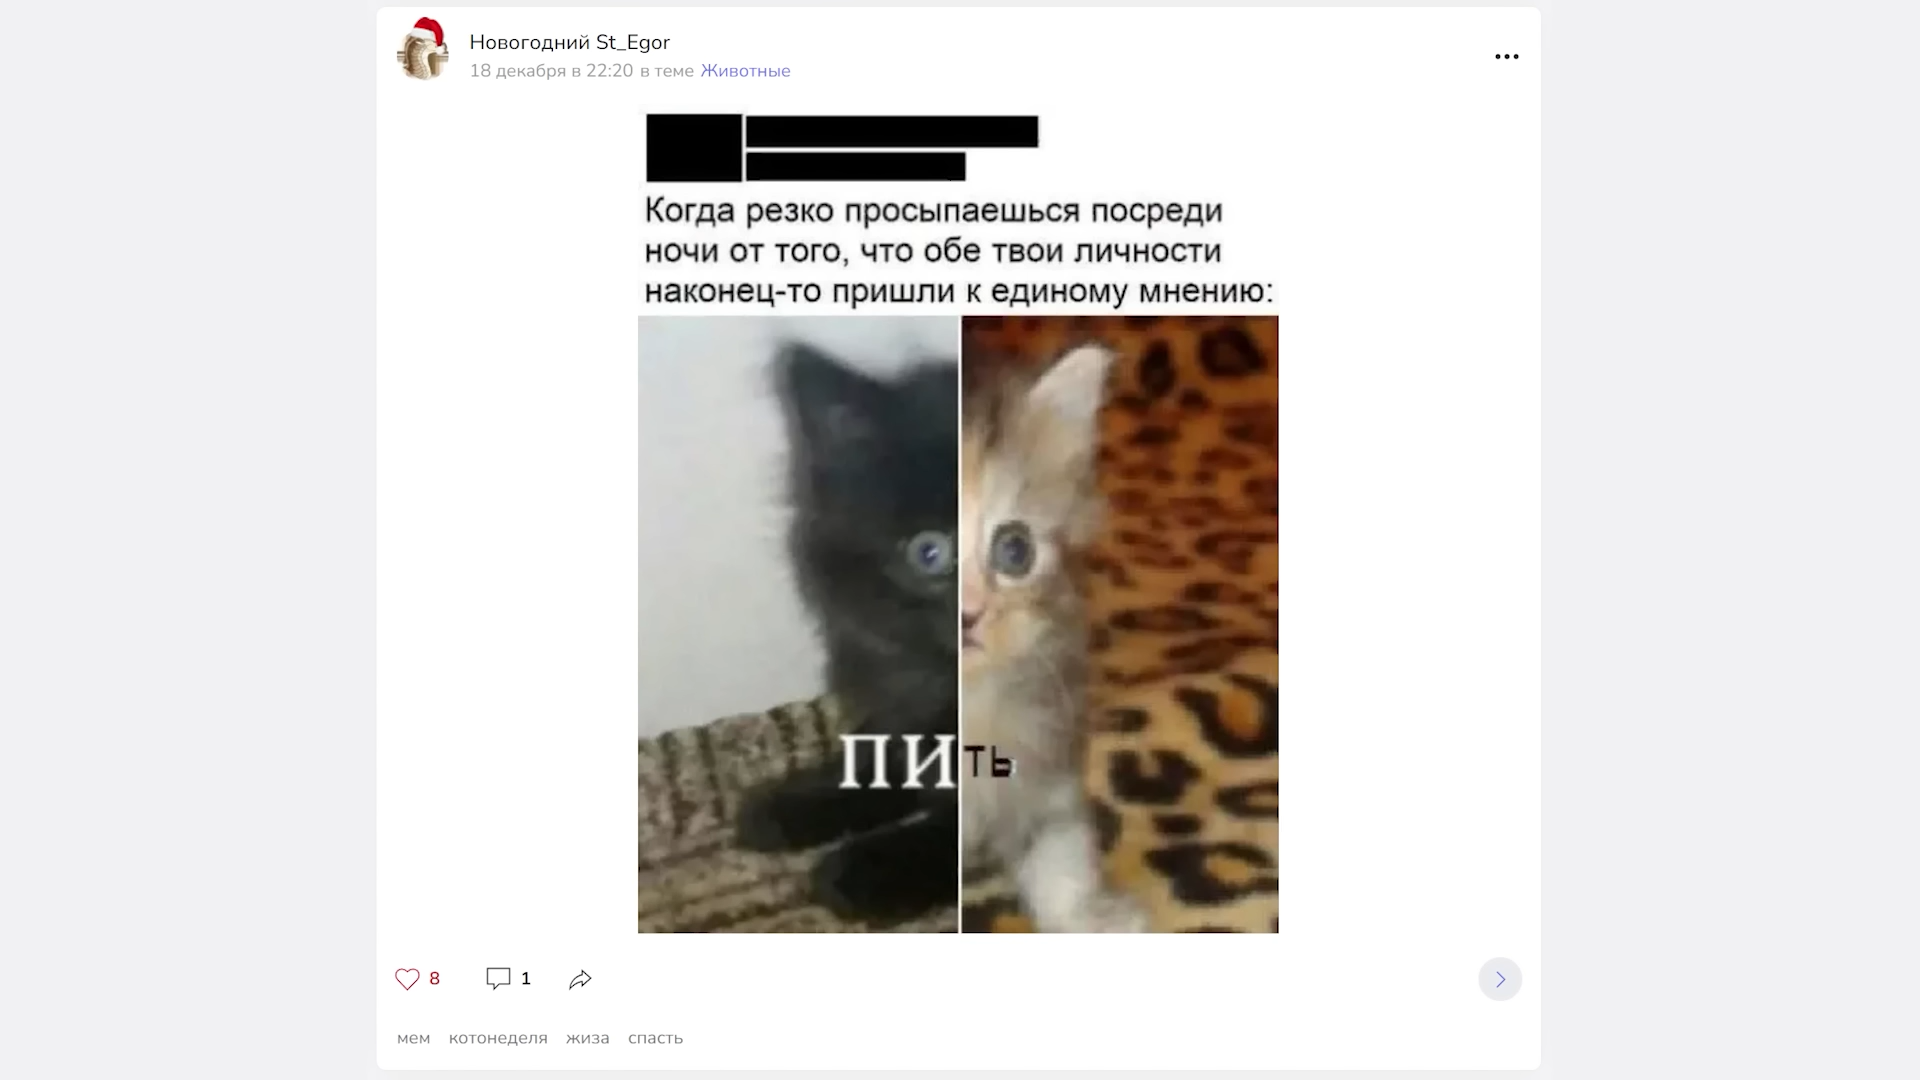 Новогодний St_Egor
18 декабря в 22:20 в теме Животные
Когда резко просыпаешься посреди
ночи от того, что обе твои личности
наконец-то пришли к единому мнению:
ПИТЬ
8 1
мем котонеделя жиза спасть